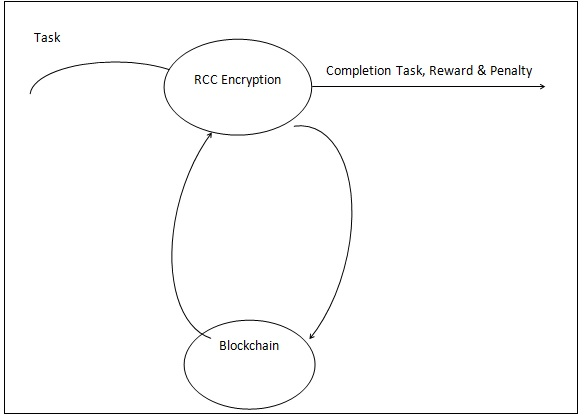 Task
RCC Encryption
Completion Task, Reward & Penalty
Blockchain